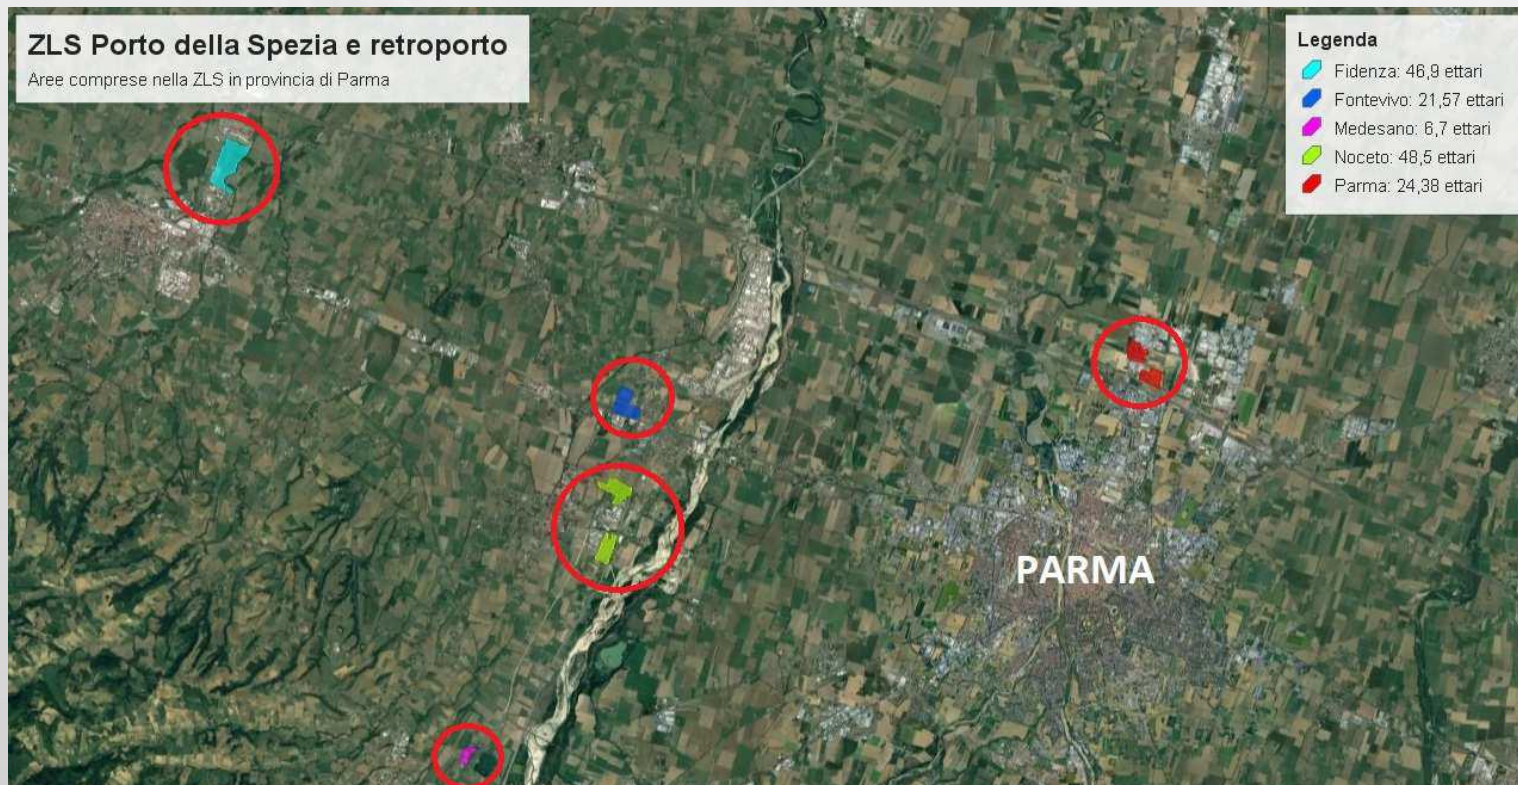 ZLS Porto della Spezia e retroporto
Aree comprese nella ZLS in provincia di Parma
Legenda
Fidenza: 46,9 ettari
Fontevivo: 21,57 ettari
Medesano: 6,7 ettari
Noceto: 48,5 ettari
Parma: 24,38 ettari
PARMA